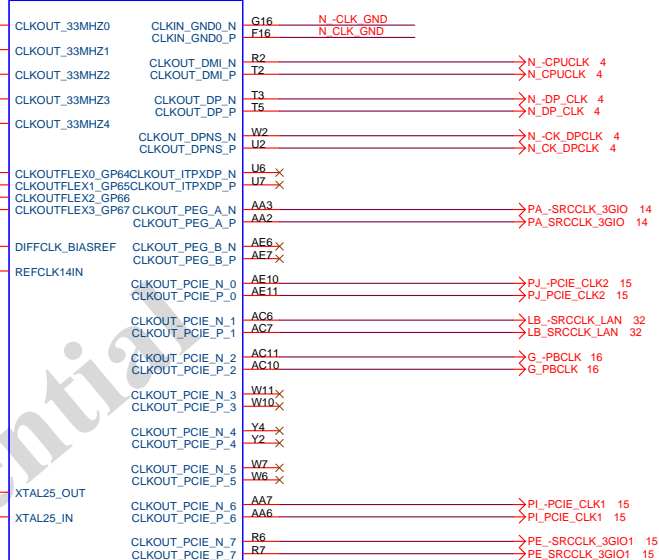 CLKOUT_33MHZ0 CLKIN_GND0_N G16 N_-CLK_GND
CLKIN_GND0_P F16 N_CLK_GND
CLKOUT_33MHZ1
CLKOUT_DMI_N R2 N_-CPUCLK 4
CLKOUT_33MHZ2 CLKOUT_DMI_P T2 N_CPUCLK 4
CLKOUT_33MHZ3 CLKOUT_DP_N T3 N_-DP_CLK 4
CLKOUT_DP_P T5 N_DP_CLK 4
CLKOUT_33MHZ4
CLKOUT_DPNS_N W2 N_-CK_DPCLK 4
CLKOUT_DPNS_P U2 N_CK_DPCLK 4
CLKOUTFLEX0_GP64 CLKOUT_ITPXDP_N U6
CLKOUTFLEX1_GP65 CLKOUT_ITPXDP_P U7
CLKOUTFLEX2_GP66
CLKOUTFLEX3_GP67 CLKOUT_PEG_A_N AA3 PA_-SRCCLK_3GIO 14
CLKOUT_PEG_A_P AA2 PA_SRCCLK_3GIO 14
DIFFCLK_BIASREF CLKOUT_PEG_B_N AE6
CLKOUT_PEG_B_P AE7
REFCLK14IN
CLKOUT_PCIE_N_0 AE10 PJ_-PCIE_CLK2 15
CLKOUT_PCIE_P_0 AE11 PJ_PCIE_CLK2 15
CLKOUT_PCIE_N_1 AC6 LB_-SRCCLK_LAN 32
CLKOUT_PCIE_P_1 AC7 LB_SRCCLK_LAN 32
CLKOUT_PCIE_N_2 AC11 G_-PBCLK 16
CLKOUT_PCIE_P_2 AC10 G_PBCLK 16
CLKOUT_PCIE_N_3 W11
CLKOUT_PCIE_P_3 W10
CLKOUT_PCIE_N_4 Y4
CLKOUT_PCIE_P_4 Y2
CLKOUT_PCIE_N_5 W7
CLKOUT_PCIE_P_5 W6
XTAL25_OUT
CLKOUT_PCIE_N_6 AA7 PI_-PCIE_CLK1 15
XTAL25_IN CLKOUT_PCIE_P_6 AA6 PI_PCIE_CLK1 15
CLKOUT_PCIE_N_7 R6 PE_-SRCCLK_3GIO1 15
CLKOUT_PCIE_P_7 R7 PE_SRCCLK_3GIO1 15
ential